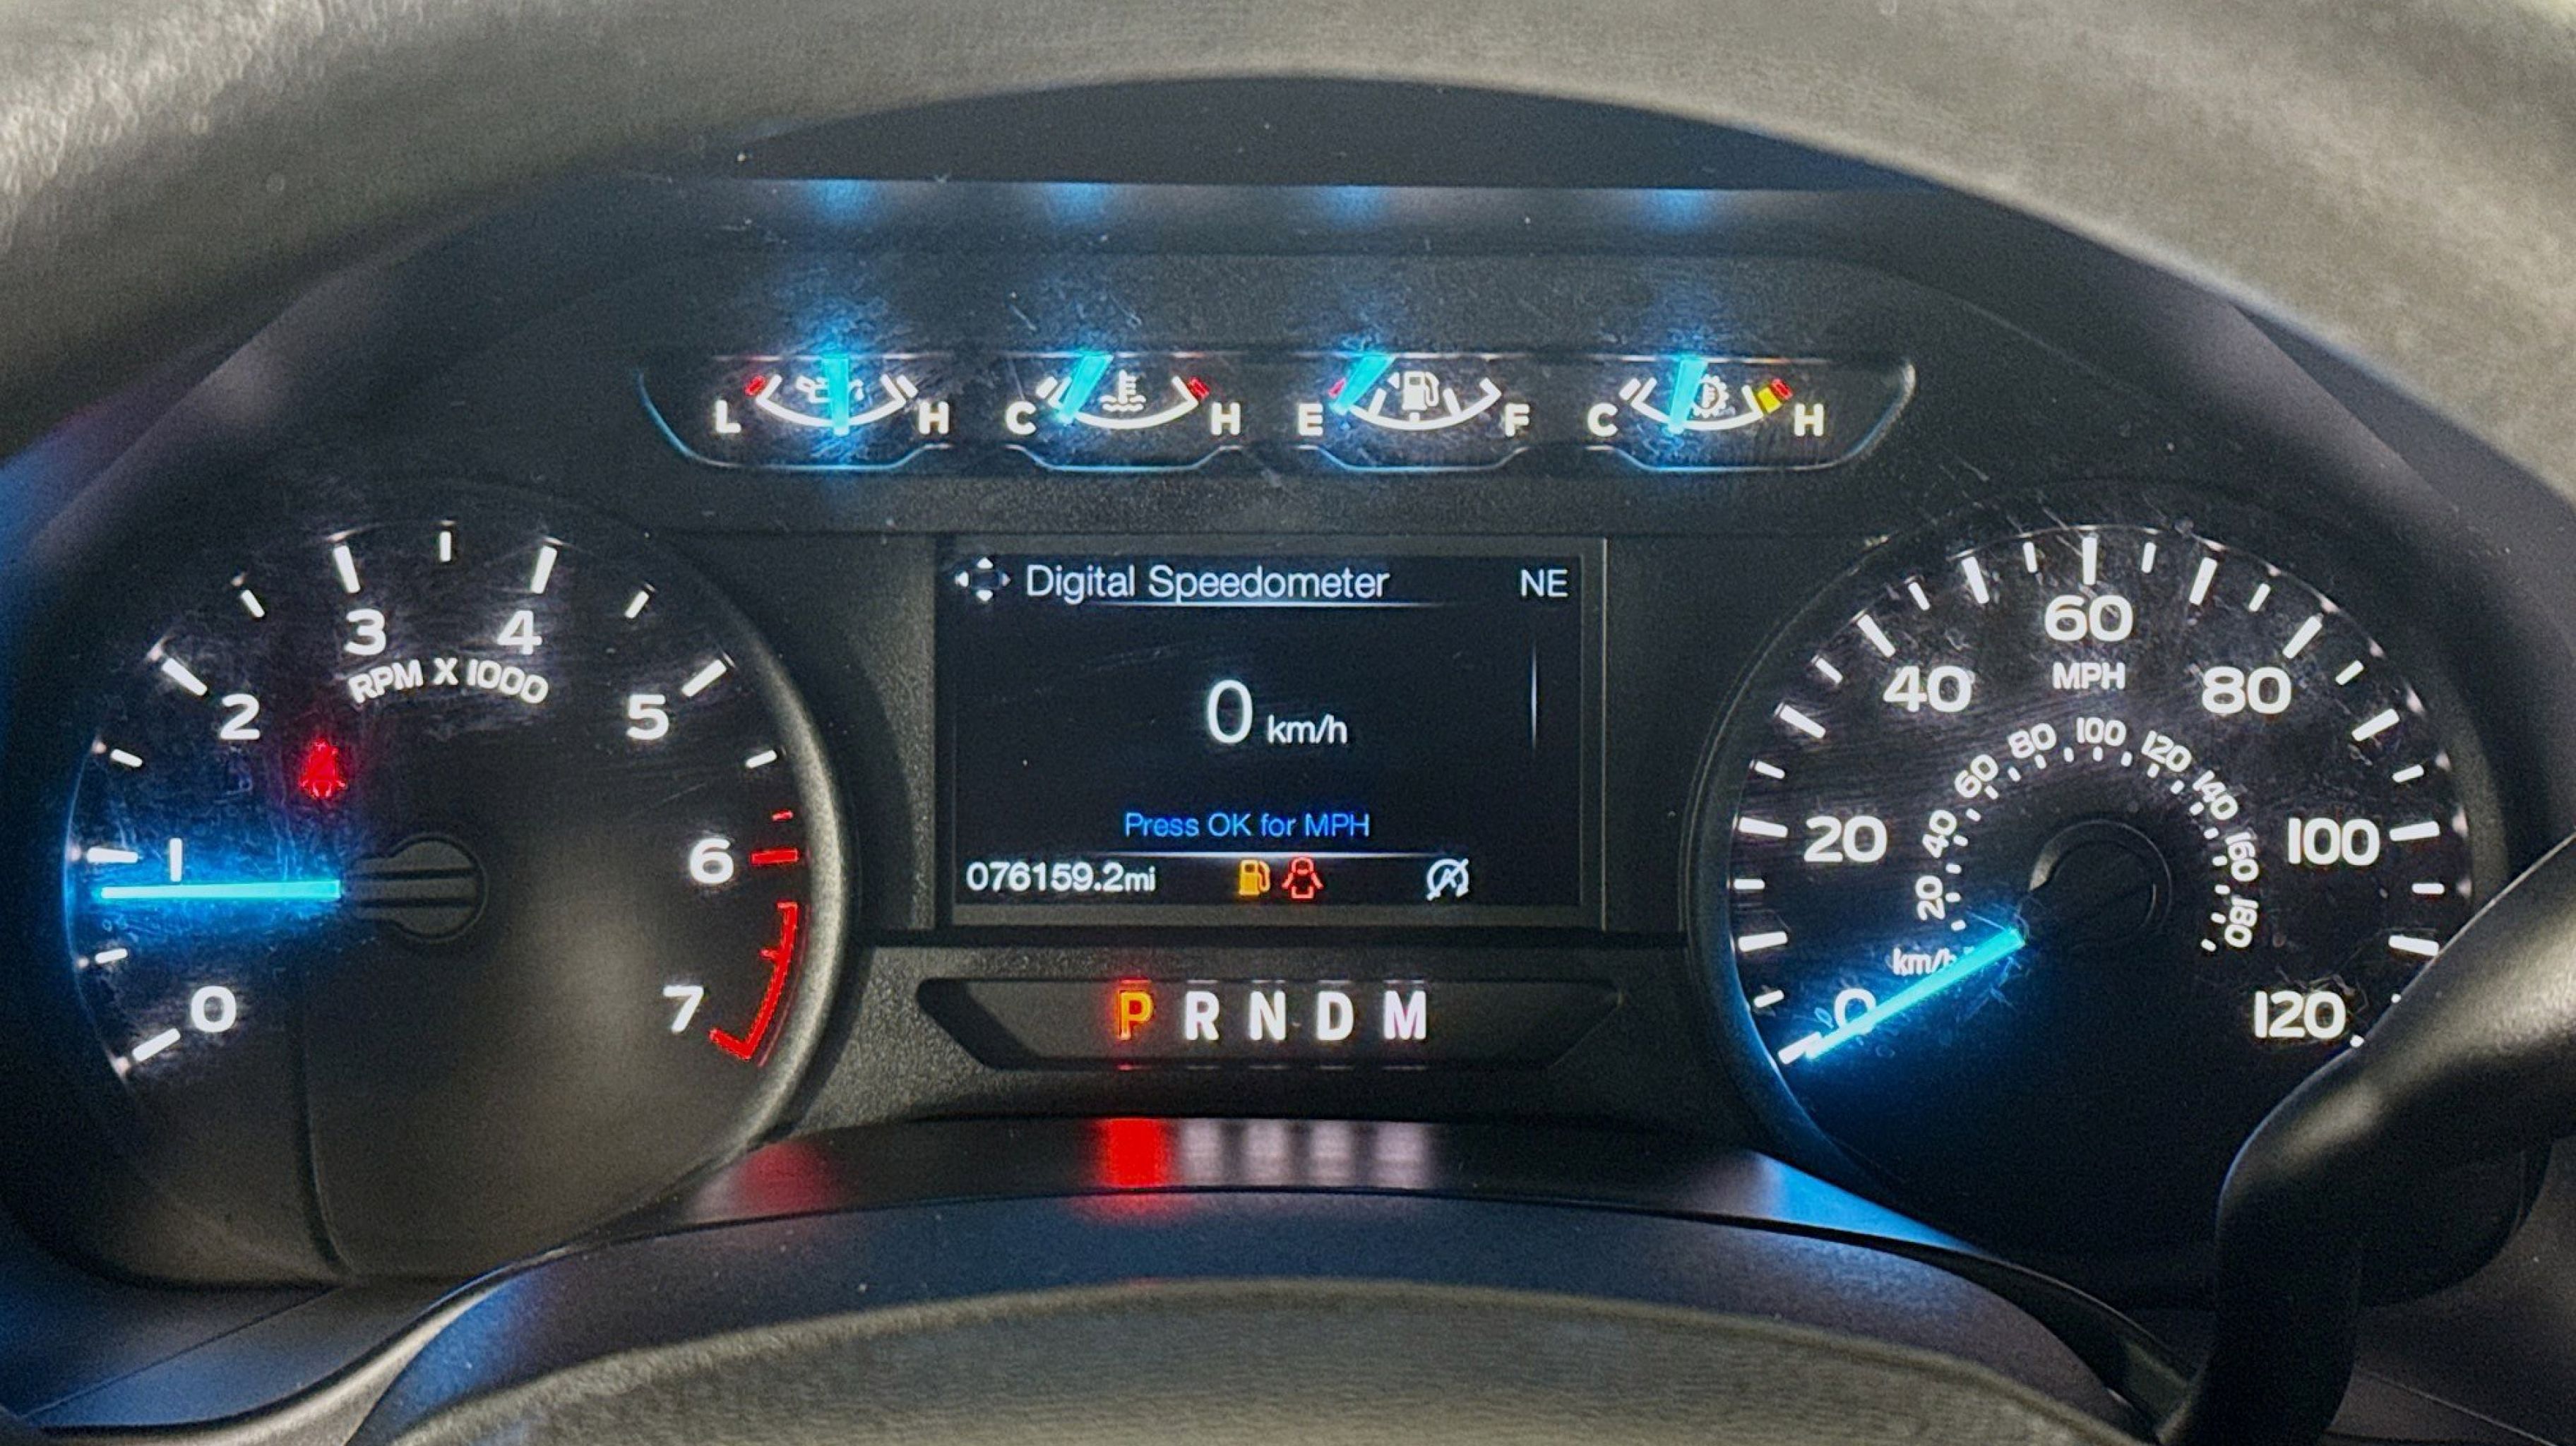 L H C H E F C H
3 4
RPM X 1000
2 5
1 6
0 7
Digital Speedometer NE
0 km/h
Press OK for MPH
076159.2mi
P R N D M
60
MPH
40 80
20 100
0 120
20 40 60 80 100 120 140 160 180
km/h